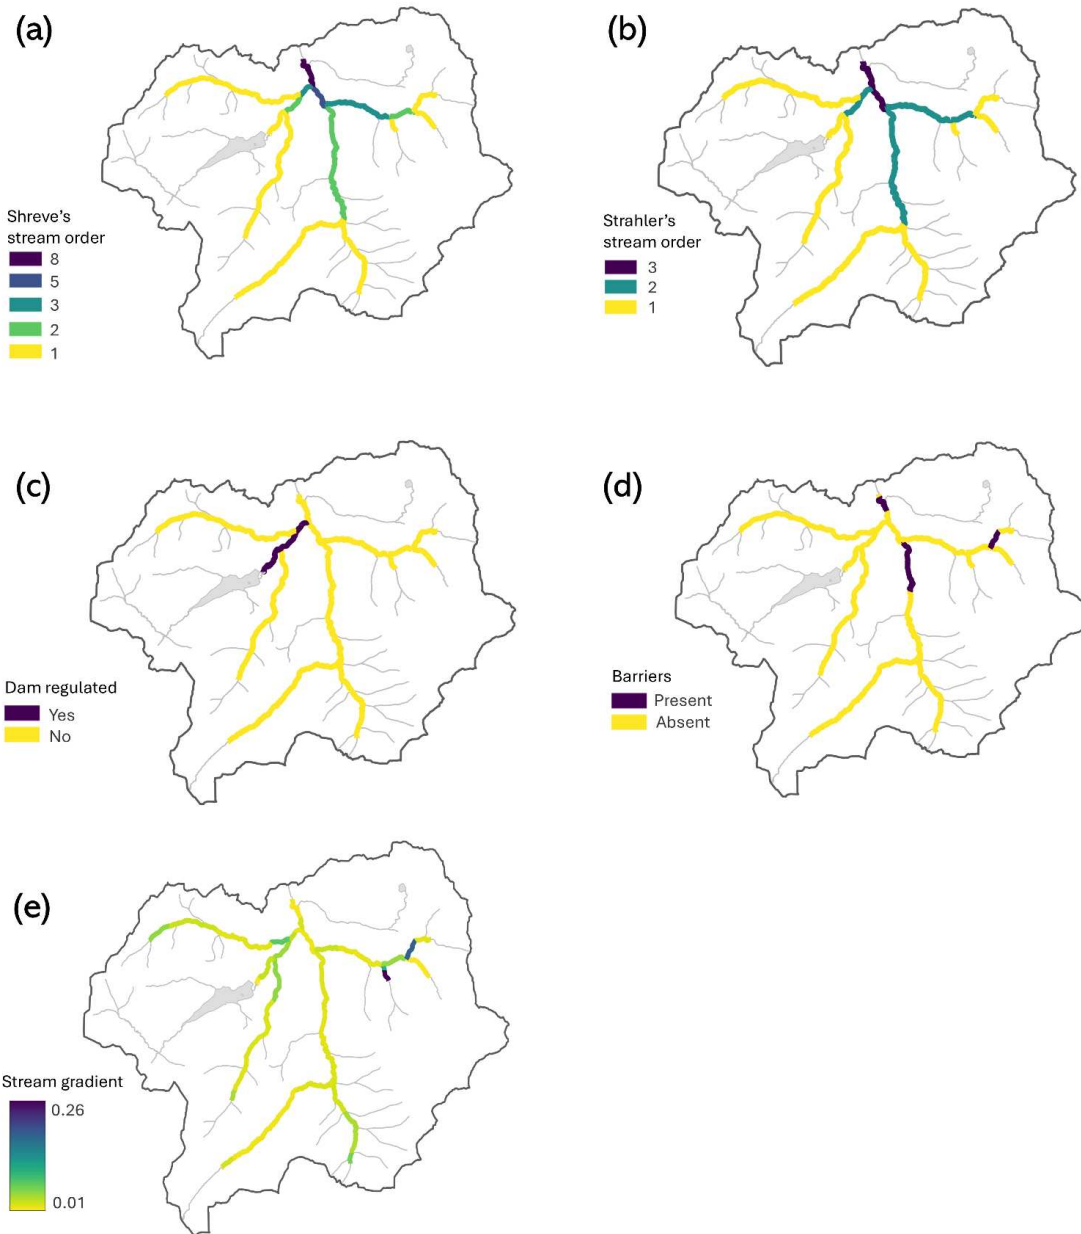 (a)
Shreve's
stream order
8
5
3
2
1
(b)
Strahler's
stream order
3
2
1
(c)
Dam regulated
Yes
No
(d)
Barriers
Present
Absent
(e)
Stream gradient
0.26
0.01